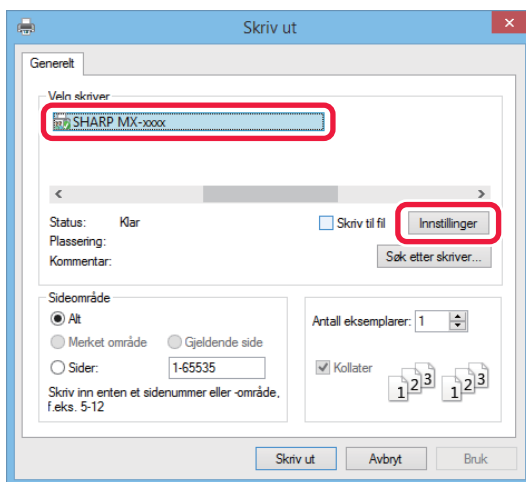 Skriv ut
Generelt
Velg skriver
SHARP MX-xxxx
Status: Klar
Skriv til fil
Innstillinger
Plassering:
Kommentar:
Søk etter skriver...
Sideområde
Alt
Merket område
Gjeldende side
Sider: 1-65535
Skriv inn enten et sidenummer eller -område,
f.eks. 5-12
Antall eksemplarer: 1
Kollater
1 2 3 1 2 3
Skriv ut
Avbryt
Bruk